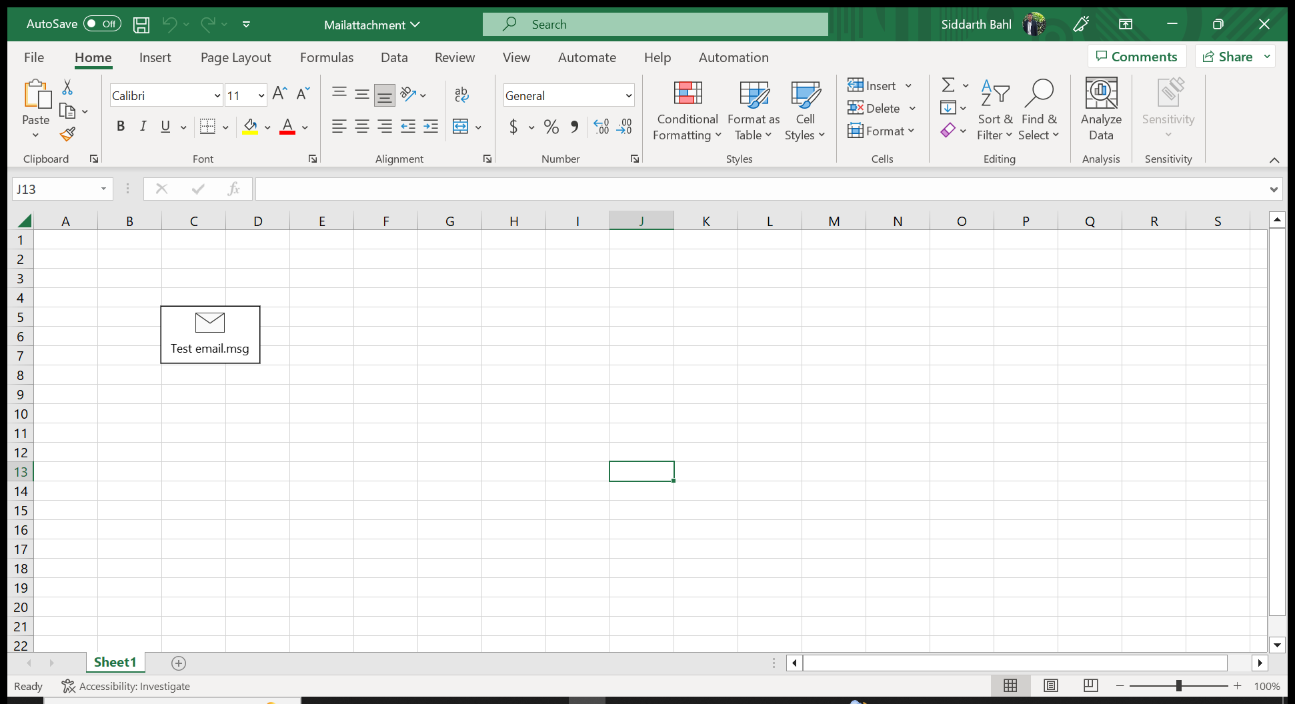 AutoSave Off Mailattachment Search Siddarth Bahl
File Home Insert Page Layout Formulas Data Review View Automate Help Automation Comments Share
Paste
Calibri 11
B I U A
ab
General
$ % 9 .00 .00
Conditional Formatting
Format as Table
Cell Styles
Insert
Delete
Format
Sort & Filter
Find & Select
Analyze Data
Sensitivity
Clipboard Font Alignment Number Styles Cells Editing Analysis Sensitivity
J13 fx
A B C D E F G H I J K L M N O P Q R S
1
2
3
4
5
6
7
Test email.msg
8
9
10
11
12
13
14
15
16
17
18
19
20
21
22
Sheet1
Ready Accessibility: Investigate 100%